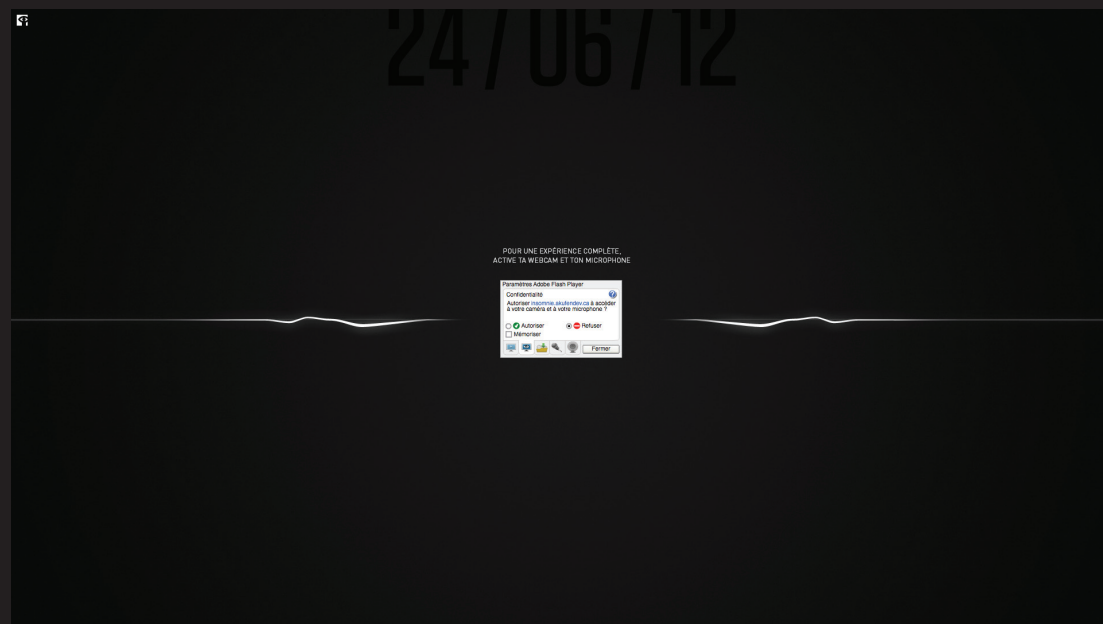 24 / 06 / 12
POUR UNE EXPÉRIENCE COMPLÈTE,
ACTIVE TA WEBCAM ET TON MICROPHONE
Paramètres Adobe Flash Player
Confidentialité
Autoriser insomnie.akufendev.ca à accéder
à votre caméra et à votre microphone ?
Autoriser Refuser
Mémoriser
Fermer